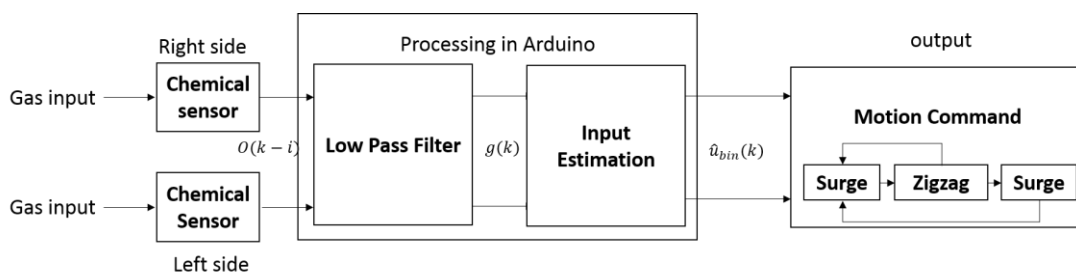 Right side
Processing in Arduino
output
Gas input
Chemical
sensor
O(k − i)
Low Pass Filter
g(k)
Input
Estimation
û_bin(k)
Motion Command
Surge
Zigzag
Surge
Gas input
Chemical
Sensor
Left side